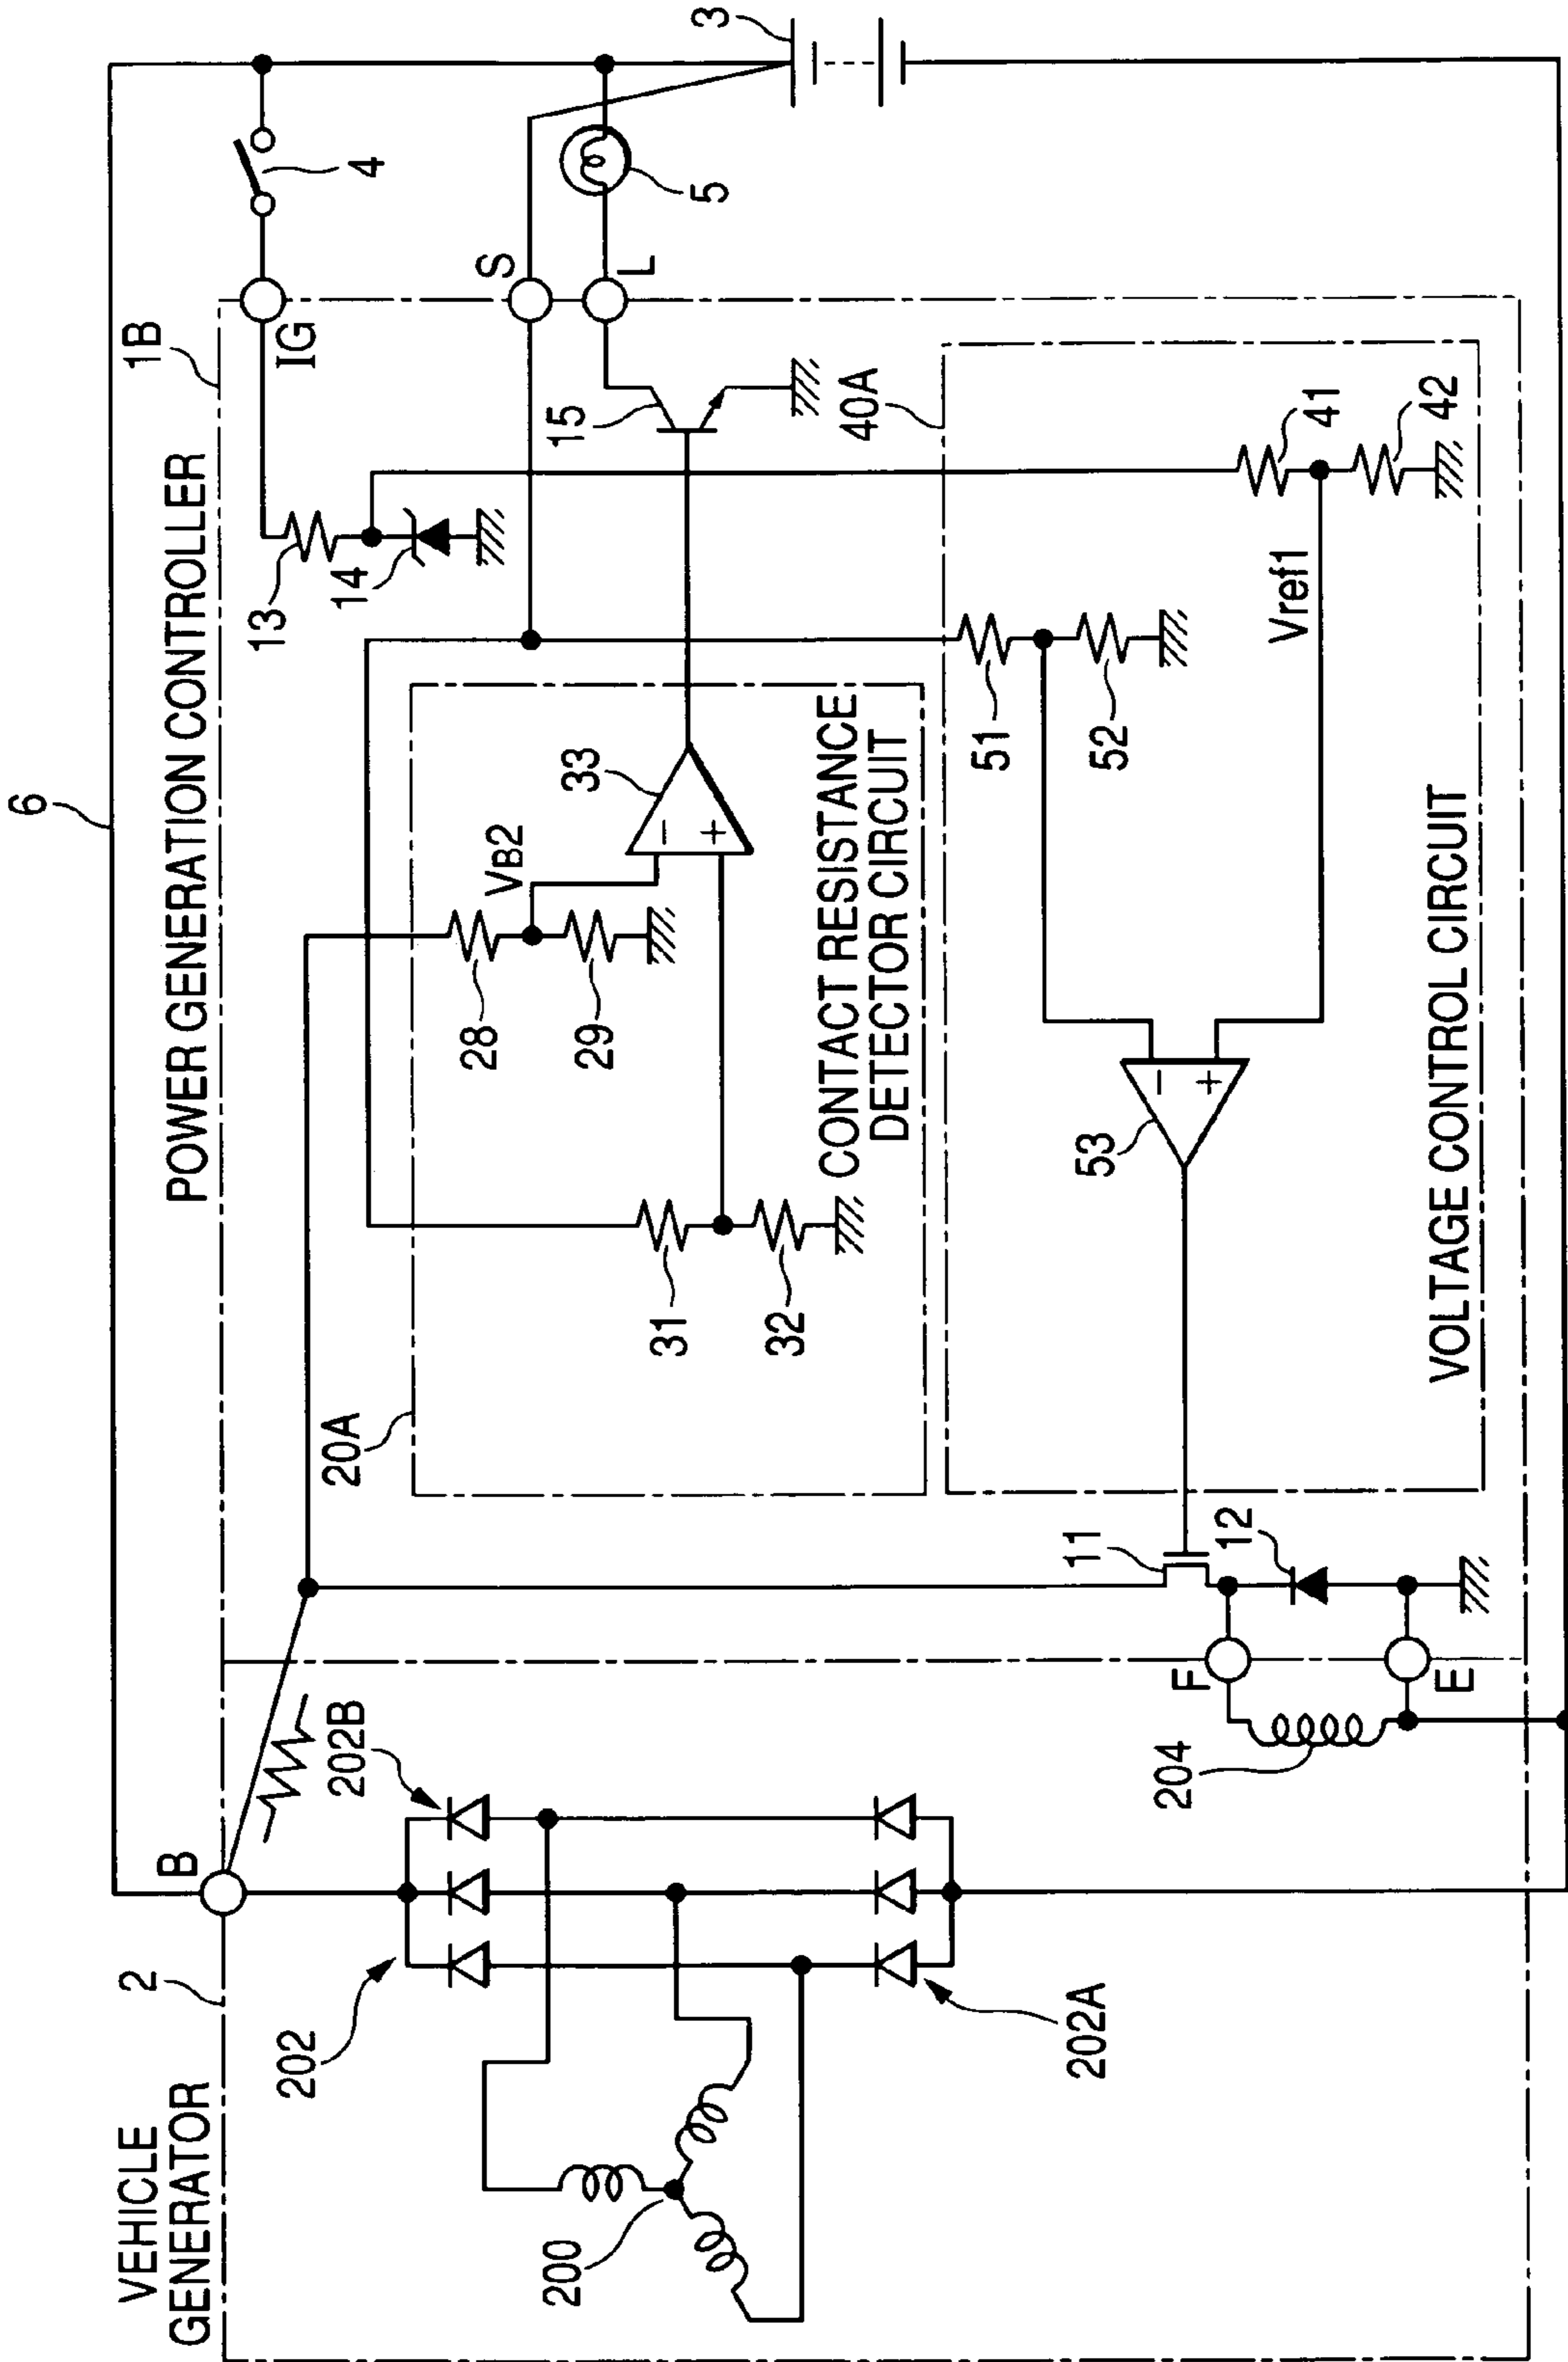 6
POWER GENERATION CONTROLLER
1B
VEHICLE
GENERATOR
2
B
IG
4
3
S
L
5
13
14
15
40A
202
202B
202A
200
204
20A
28
29
VB2
33
31
32
CONTACT RESISTANCE
DETECTOR CIRCUIT
−
+
51
52
41
42
Vref1
53
−
+
VOLTAGE CONTROL CIRCUIT
11
12
F
E